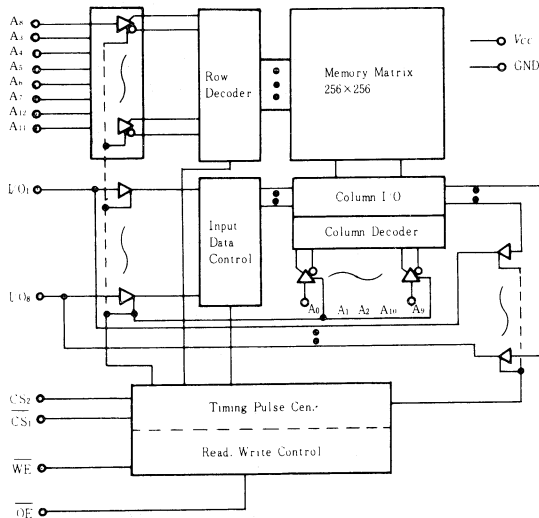 A8
A3
A4
A5
A6
A7
A12
A11
Row
Decoder
Memory Matrix
256×256
Vcc
GND
I/O1
I/O8
Input
Data
Control
Column I/O
Column Decoder
A0 A1 A2 A10 A9
CS2
CS1
WE
OE
Timing Pulse Gen.
Read. Write Control